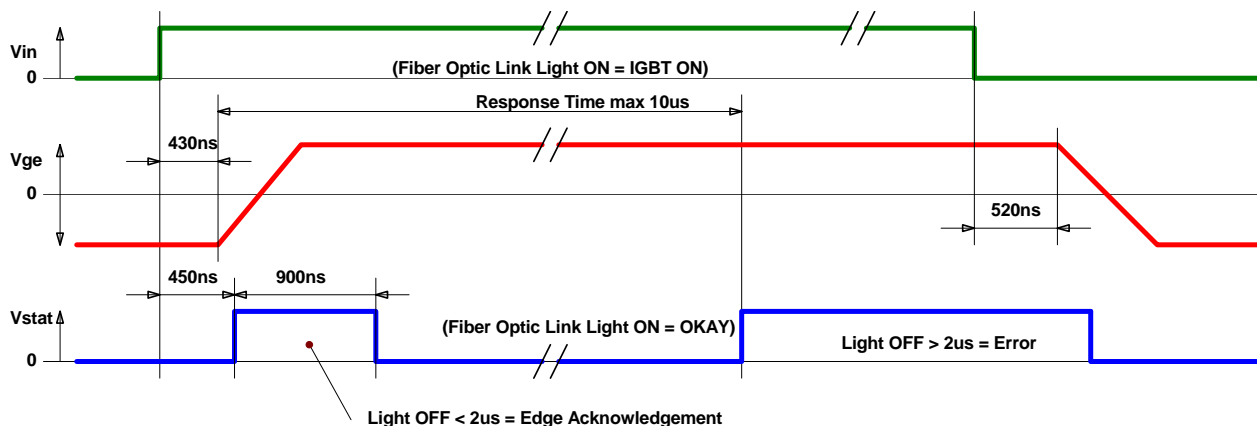 Vin
0
(Fiber Optic Link Light ON = IGBT ON)
Response Time max 10us
430ns
Vge
0
520ns
450ns
900ns
Vstat
(Fiber Optic Link Light ON = OKAY)
0
Light OFF > 2us = Error
Light OFF < 2us = Edge Acknowledgement